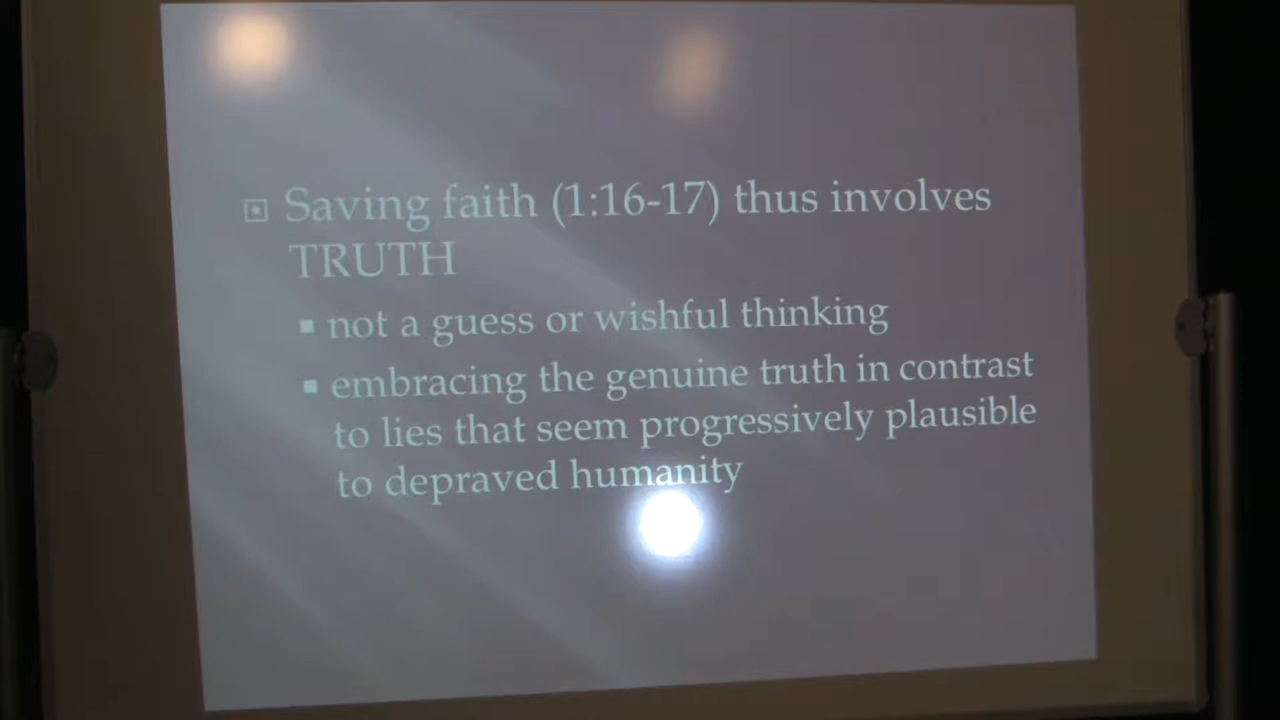 Saving faith (1:16-17) thus involves
TRUTH
not a guess or wishful thinking
embracing the genuine truth in contrast
to lies that seem progressively plausible
to depraved humanity